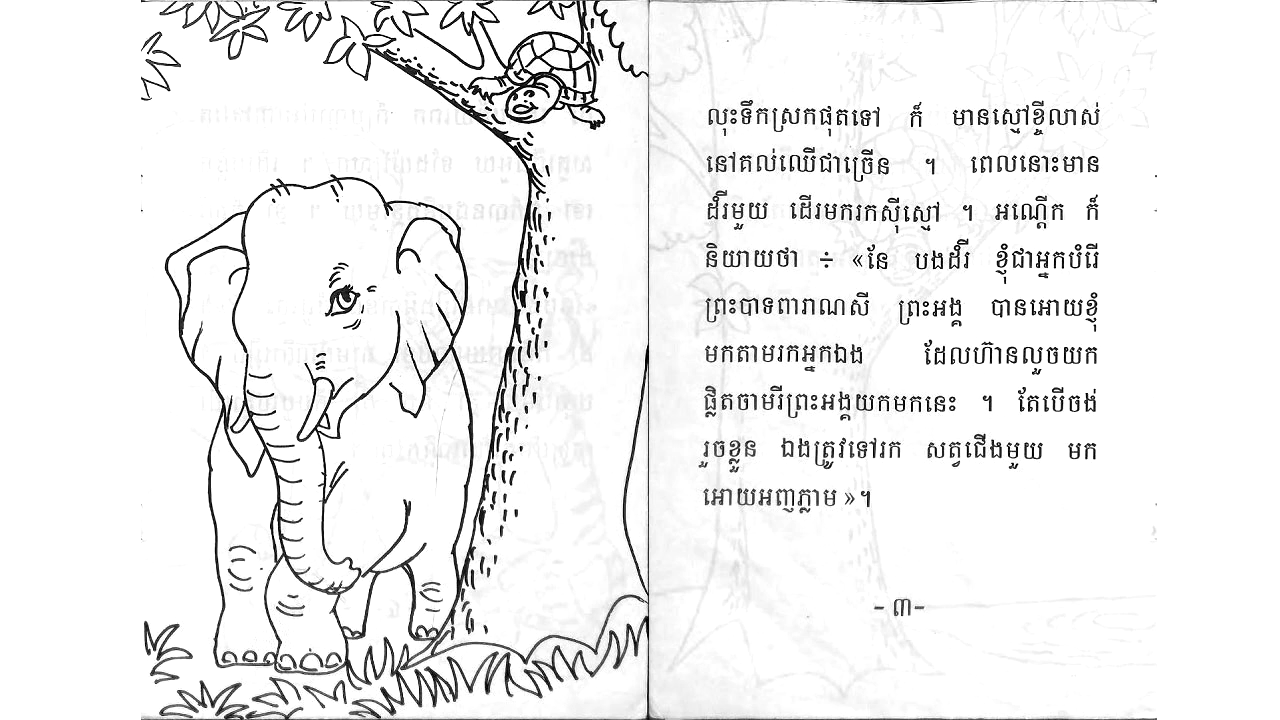 លុះទឹកស្រកផុតទៅ ក៏ មានស្មៅខ្ចីលាស់
នៅគល់ឈើជាច្រើន ។ ពេលនោះមាន
ដំរីមួយ ដើរមករកស៊ីស្មៅ ។ អណ្ដើក ក៏
និយាយថា ÷ «នែ បងដំរី ខ្ញុំជាអ្នកបំរើ
ព្រះបាទពារាណសី ព្រះអង្គ បានអោយខ្ញុំ
មកតាមរកអ្នកឯង ដែលហ៊ានលួចយក
ផ្លិតចាមរីព្រះអង្គយកមកនេះ ។ តែបើចង់
រួចខ្លួន ឯងត្រូវទៅរក សត្វជើងមួយ មក
អោយអញភ្លាម »។
- ៣-